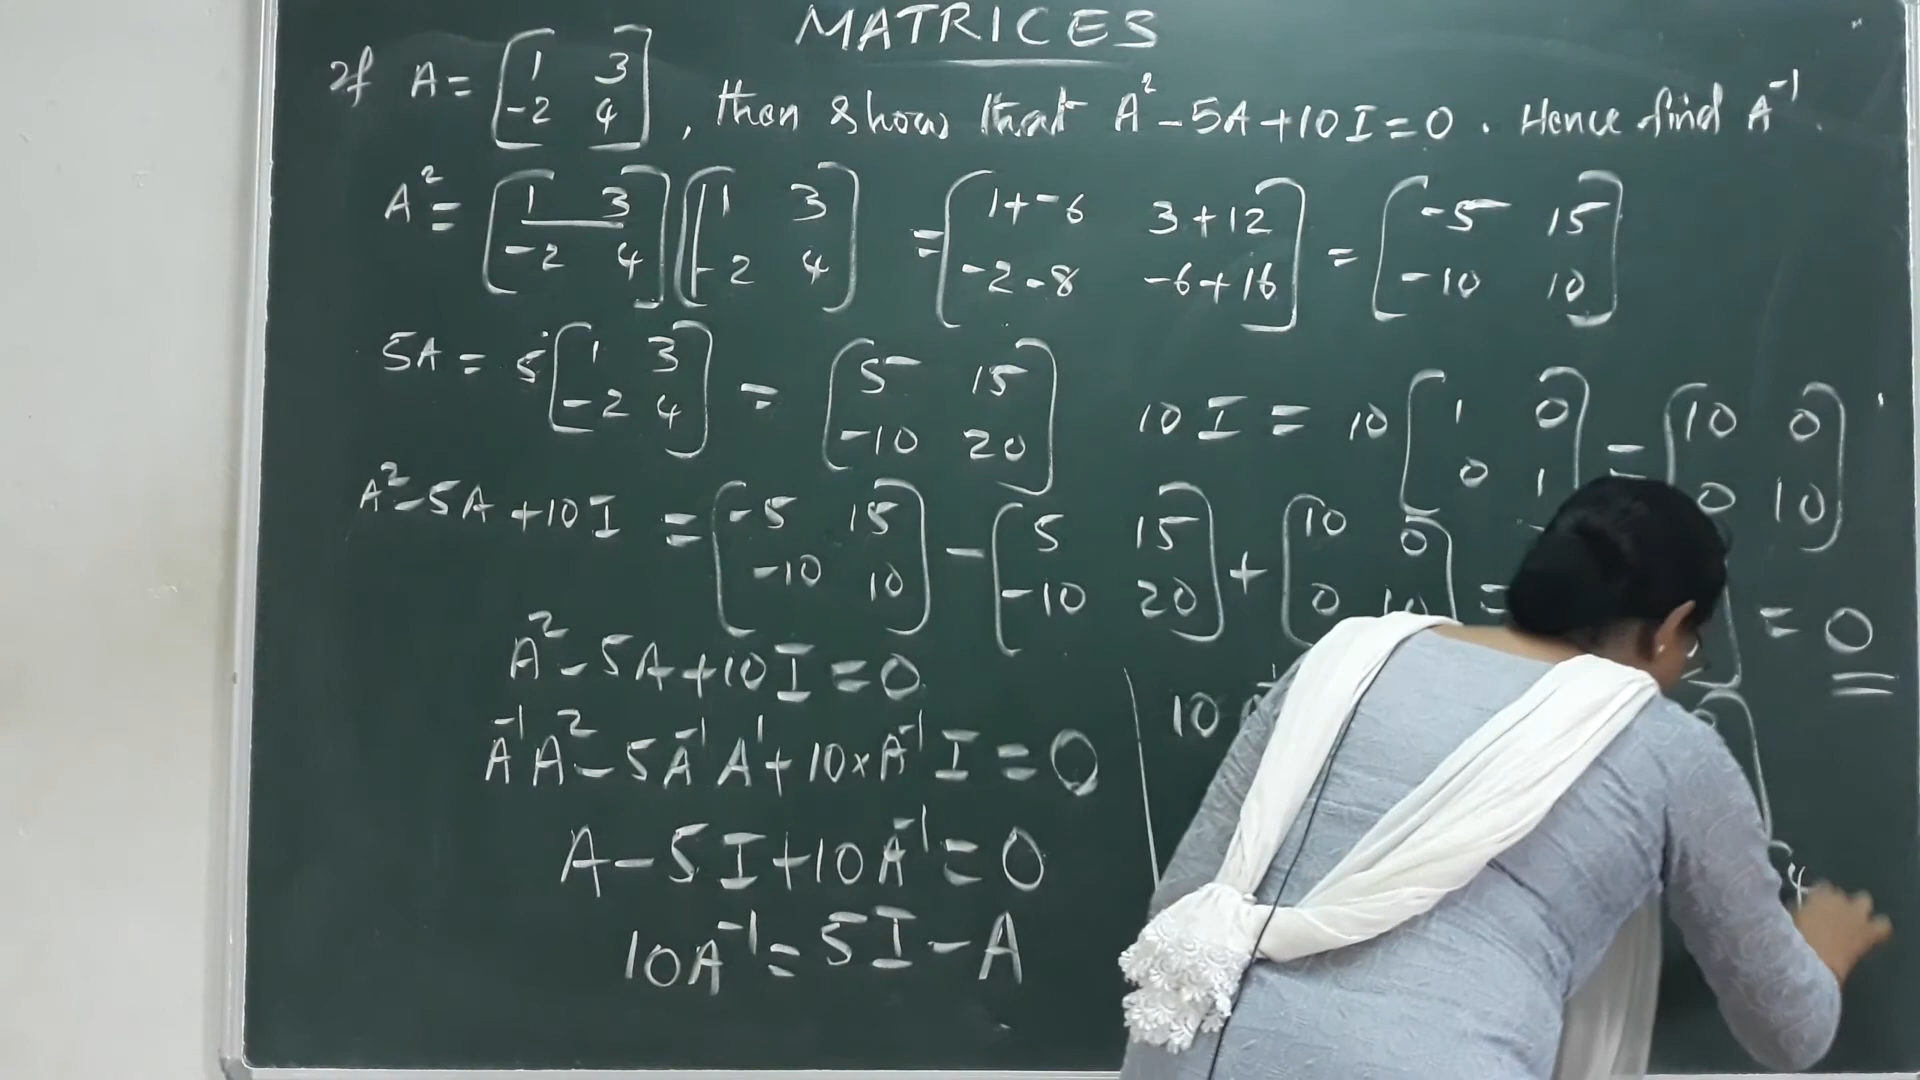 MATRICES
If A = [1 3; -2 4], then show that A² - 5A + 10I = 0. Hence find A⁻¹.
A² = [1 3; -2 4] [1 3; -2 4] = [1+-6 3+12; -2-8 -6+16] = [-5 15; -10 10]
5A = 5 [1 3; -2 4] = [5 15; -10 20]
10I = 10 [1 0; 0 1] = [10 0; 0 10]
A² - 5A + 10I = [-5 15; -10 10] - [5 15; -10 20] + [10 0; 0 10] = = 0
A² - 5A + 10I = 0
A⁻¹A² - 5A⁻¹A¹ + 10×A⁻¹I = 0
A - 5I + 10A⁻¹ = 0
10A⁻¹ = 5I - A
10
4